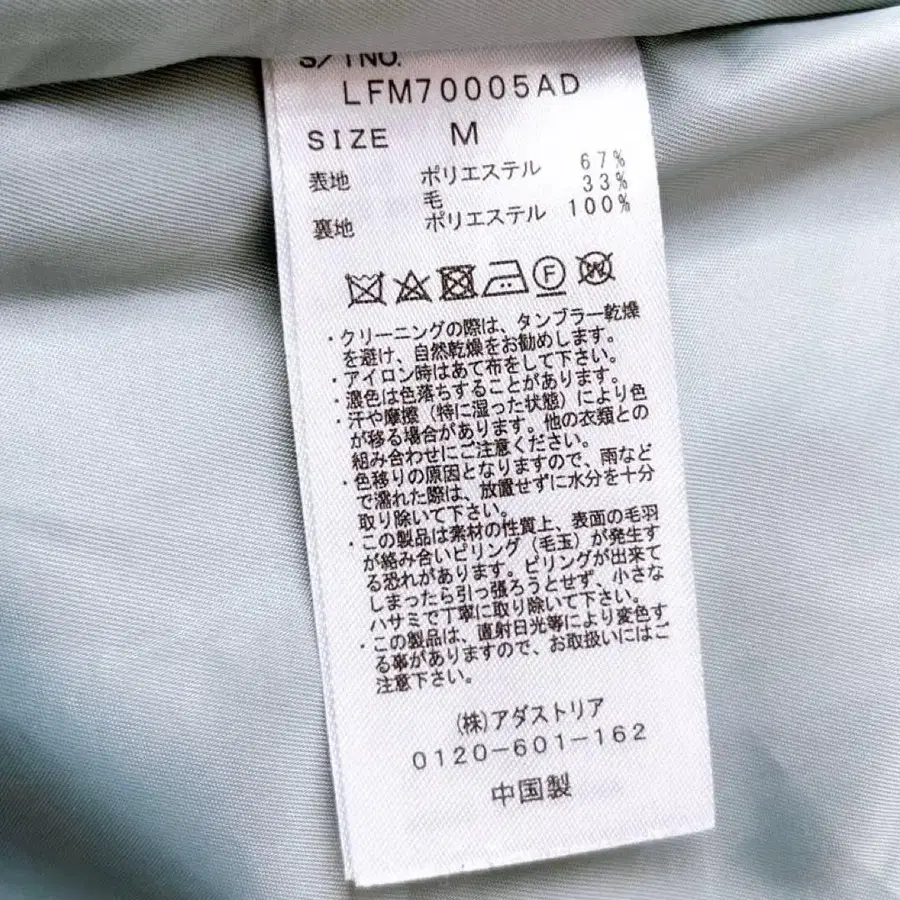 S/TNO.
LFM70005AD
SIZE M
表地 ポリエステル 67%
毛 33%
裏地 ポリエステル 100%
F W
・クリーニングの際は、タンブラー乾燥
を避け、自然乾燥をお勧めします。
・アイロン時はあて布をして下さい。
・濃色は色落ちすることがあります。
・汗や摩擦（特に湿った状態）により色
が移る場合があります。他の衣類との
組み合わせにご注意ください。
・色移りの原因となりますので、雨など
で濡れた際は、放置せずに水分を十分
取り除いて下さい。
・この製品は素材の性質上、表面の毛羽
が絡み合いピリング（毛玉）が発生す
る恐れがあります。ピリングが出来て
しまったら引っ張ろうとせず、小さな
ハサミで丁寧に取り除いて下さい。
・この製品は、直射日光等により変色す
る事がありますので、お取扱いにはご
注意下さい。
(株)アダストリア
0120-601-162
中国製